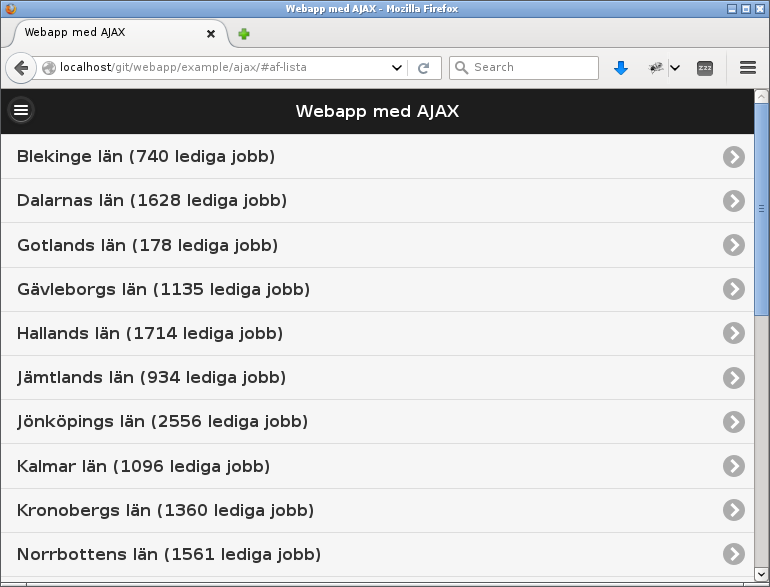 Webapp med AJAX - Mozilla Firefox
Webapp med AJAX
localhost/git/webapp/example/ajax/#af-lista
Search
zzz
Webapp med AJAX
Blekinge län (740 lediga jobb)
Dalarnas län (1628 lediga jobb)
Gotlands län (178 lediga jobb)
Gävleborgs län (1135 lediga jobb)
Hallands län (1714 lediga jobb)
Jämtlands län (934 lediga jobb)
Jönköpings län (2556 lediga jobb)
Kalmar län (1096 lediga jobb)
Kronobergs län (1360 lediga jobb)
Norrbottens län (1561 lediga jobb)